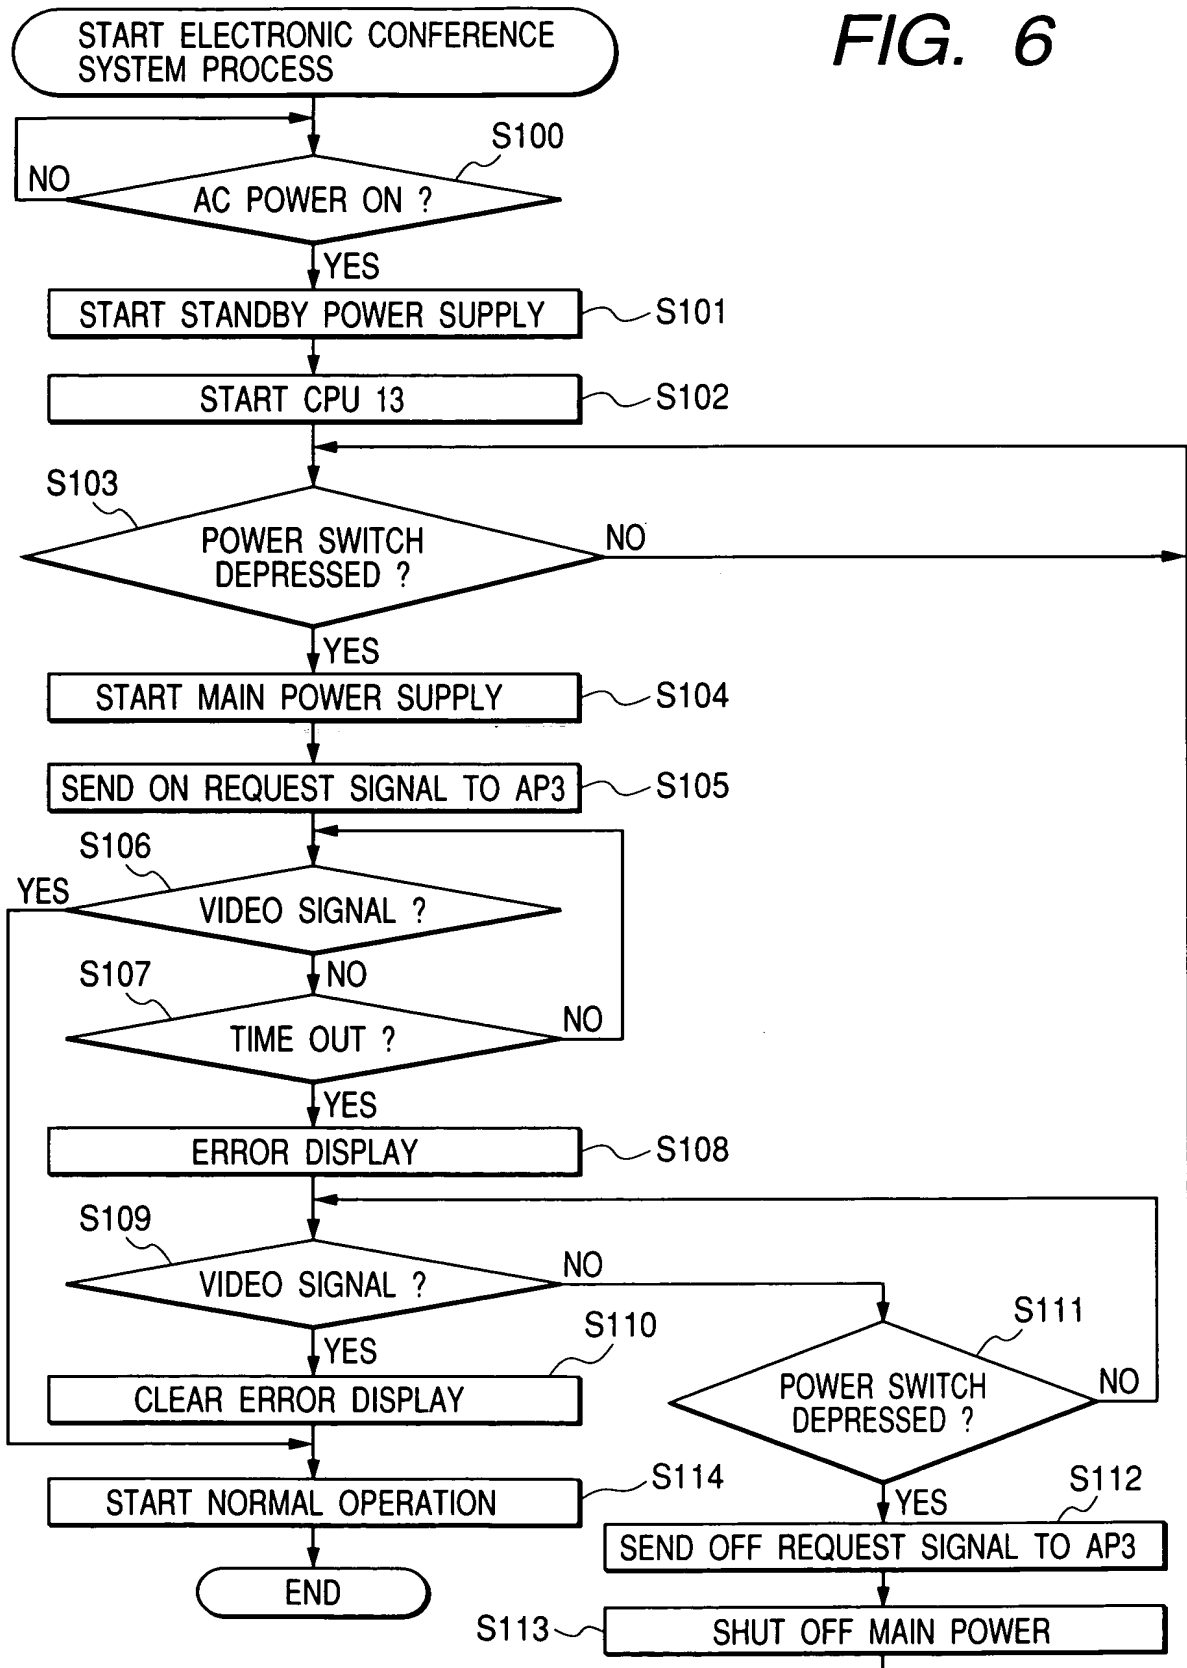 FIG. 6
START ELECTRONIC CONFERENCE
SYSTEM PROCESS
S100
NO
AC POWER ON ?
YES
START STANDBY POWER SUPPLY
S101
START CPU 13
S102
S103
POWER SWITCH
DEPRESSED ?
NO
YES
START MAIN POWER SUPPLY
S104
SEND ON REQUEST SIGNAL TO AP3
S105
S106
YES
VIDEO SIGNAL ?
NO
S107
TIME OUT ?
NO
YES
ERROR DISPLAY
S108
S109
VIDEO SIGNAL ?
NO
YES
S110
CLEAR ERROR DISPLAY
S111
POWER SWITCH
DEPRESSED ?
NO
YES
S114
START NORMAL OPERATION
S112
SEND OFF REQUEST SIGNAL TO AP3
END
S113
SHUT OFF MAIN POWER